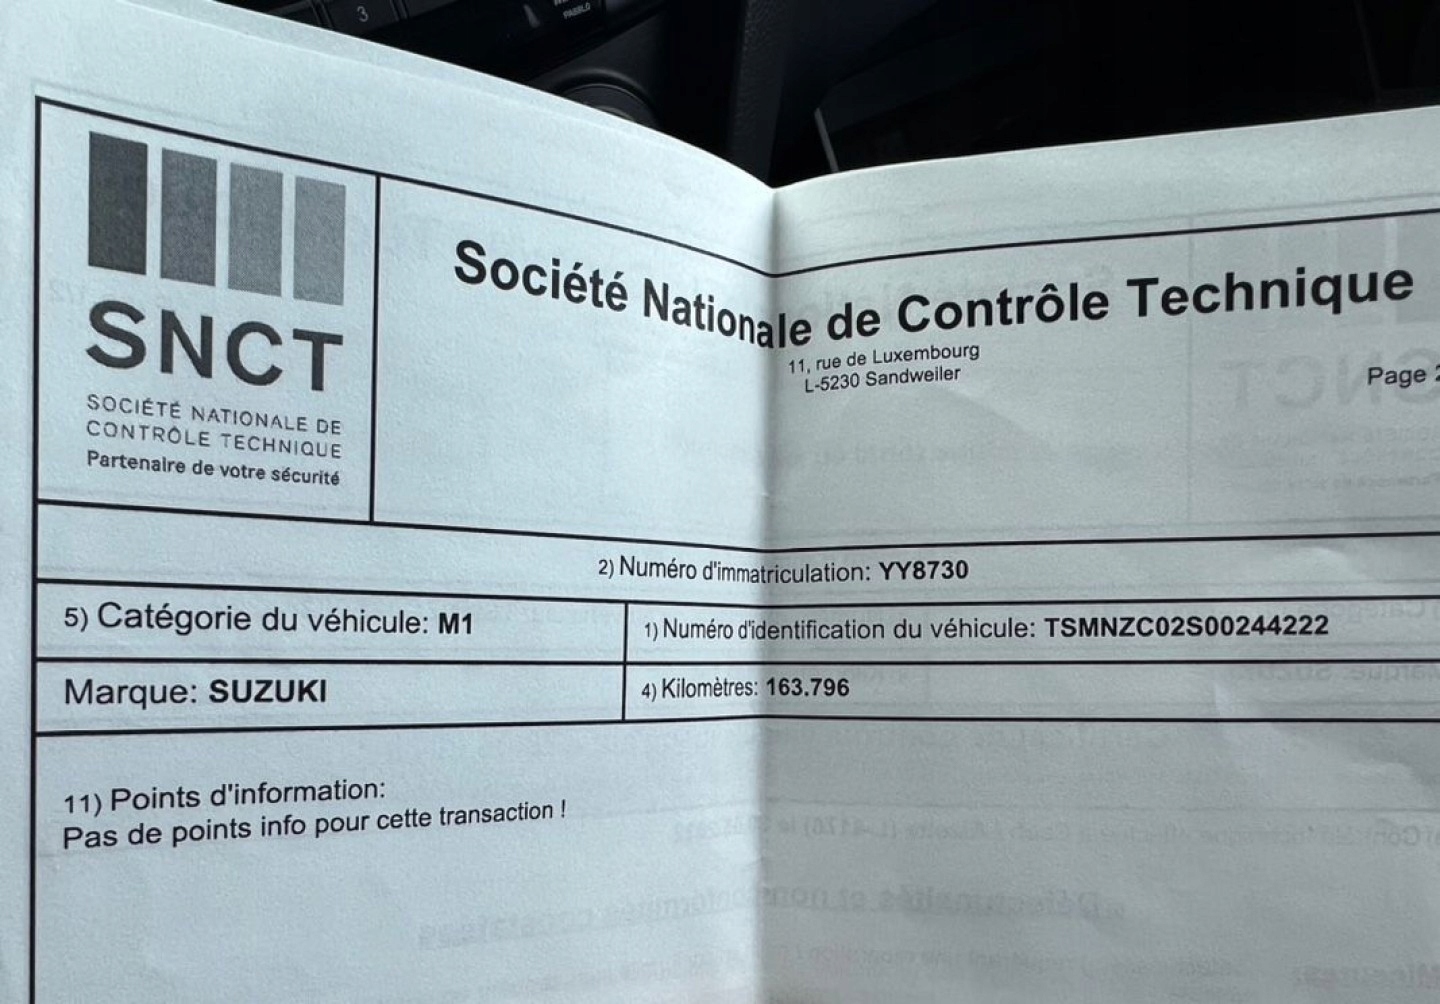 3
SNCT
SOCIÉTÉ NATIONALE DE
CONTRÔLE TECHNIQUE
Partenaire de votre sécurité
Société Nationale de Contrôle Technique
11, rue de Luxembourg
L-5230 Sandweiler
Page 2
2) Numéro d'immatriculation: YY8730
5) Catégorie du véhicule: M1
1) Numéro d'identification du véhicule: TSMNZC02S00244222
Marque: SUZUKI
4) Kilomètres: 163.796
11) Points d'information:
Pas de points info pour cette transaction !